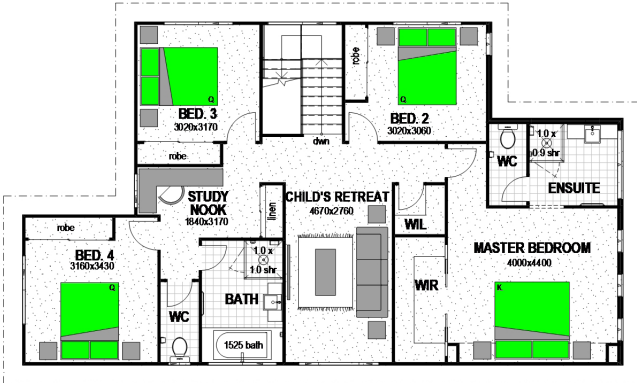 BED. 3
3020x3170
Q
robe
robe
dwn
BED. 2
3020x3060
Q
WC
1.0 x
0.9 shr
ENSUITE
STUDY
NOOK
1840x3170
linen
CHILD'S RETREAT
4670x2760
WIL
robe
BED. 4
3160x3430
Q
WC
1.0 x
1.0 shr
BATH
1525 bath
WIR
MASTER BEDROOM
4000x4400
K